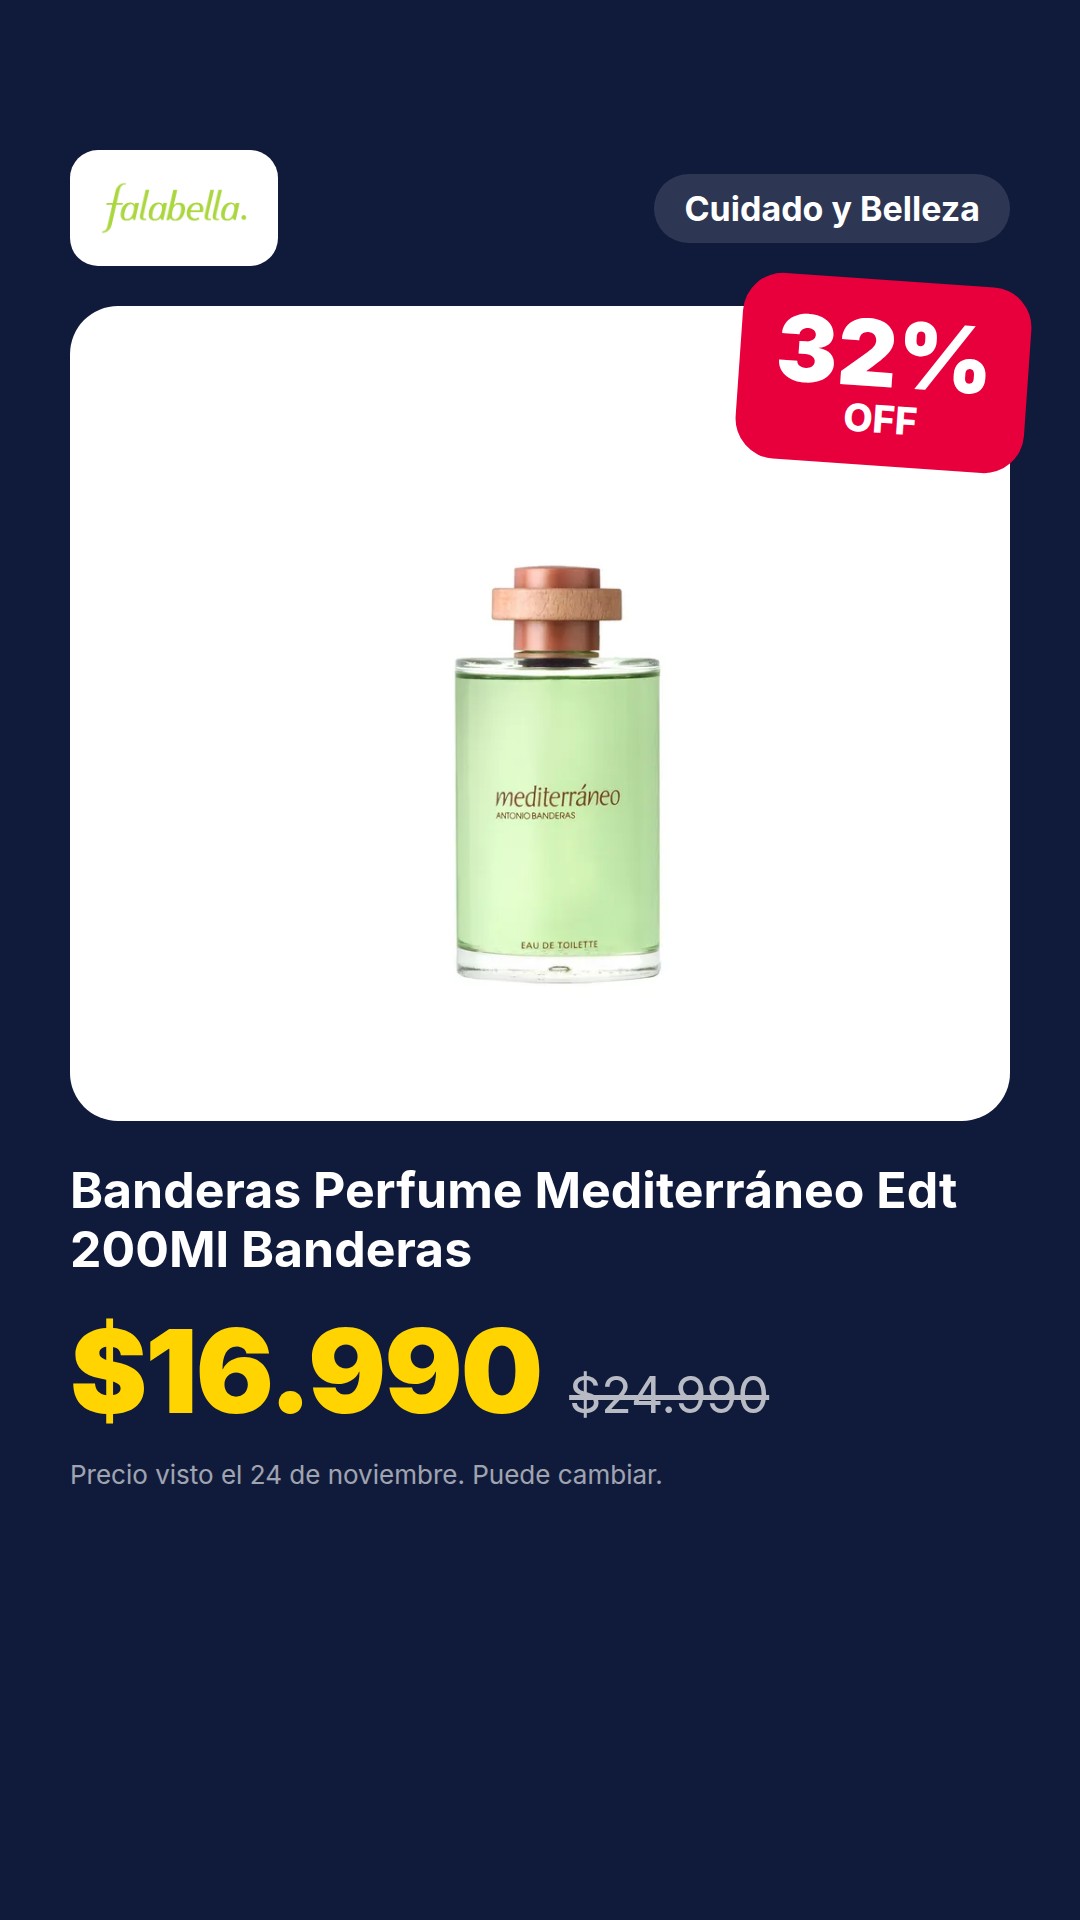 falabella.
Cuidado y Belleza
32%
OFF
mediterráneo
ANTONIO BANDERAS
EAU DE TOILETTE
Banderas Perfume Mediterráneo Edt
200Ml Banderas
$16.990 $24.990
Precio visto el 24 de noviembre. Puede cambiar.